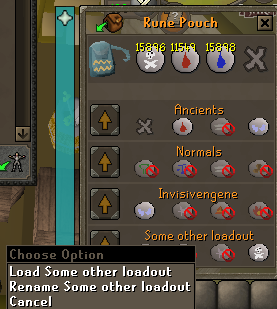 Rune Pouch
15896 11549 15898
Ancients
Normals
Invisivengene
Some other loadout
Choose Option
Load Some other loadout
Rename Some other loadout
Cancel